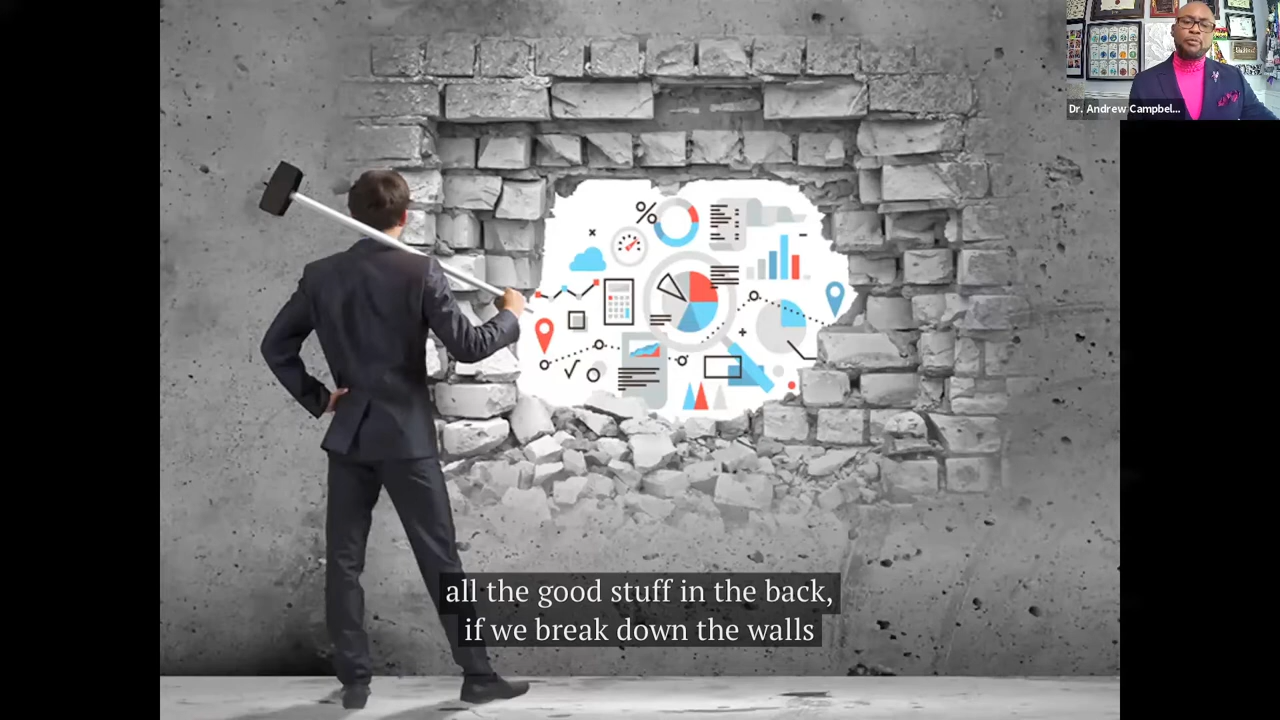 Dr. Andrew Campbel...
%
all the good stuff in the back,
if we break down the walls